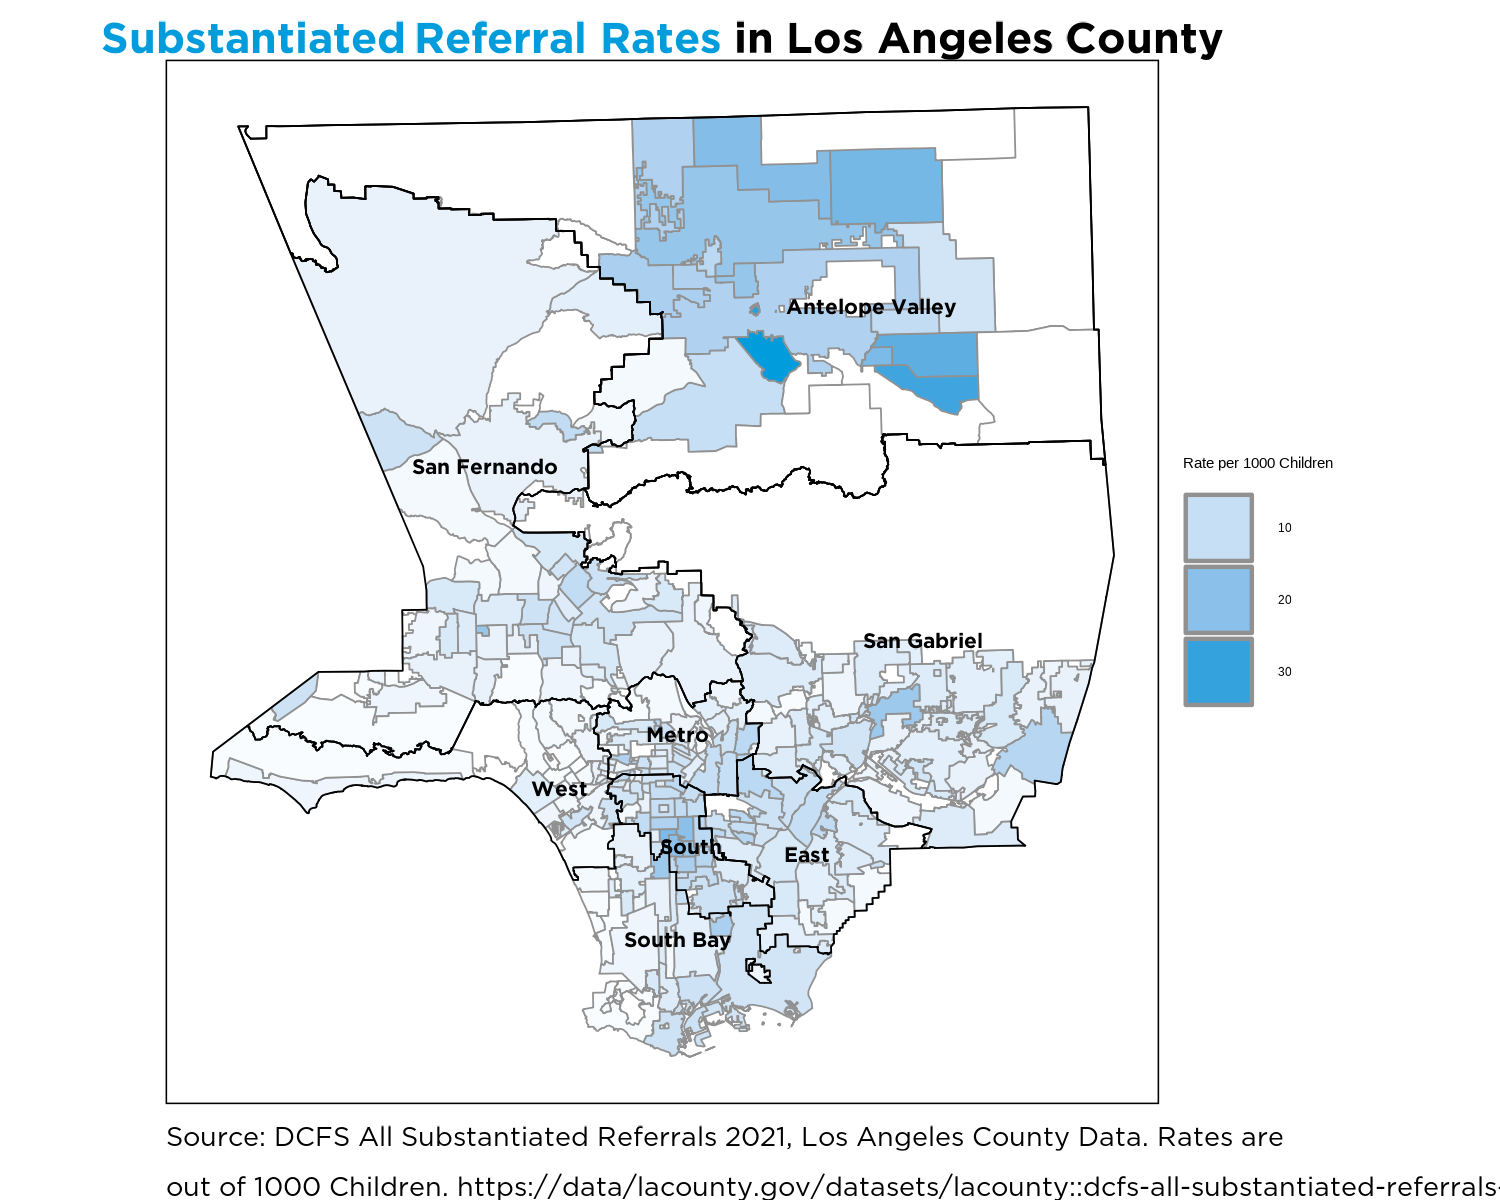 Substantiated Referral Rates in Los Angeles County
Antelope Valley
San Fernando
Rate per 1000 Children
10
20
30
San Gabriel
Metro
West
South
East
South Bay
Source: DCFS All Substantiated Referrals 2021, Los Angeles County Data. Rates are
out of 1000 Children. https://data/lacounty.gov/datasets/lacounty::dcfs-all-substantiated-referrals-